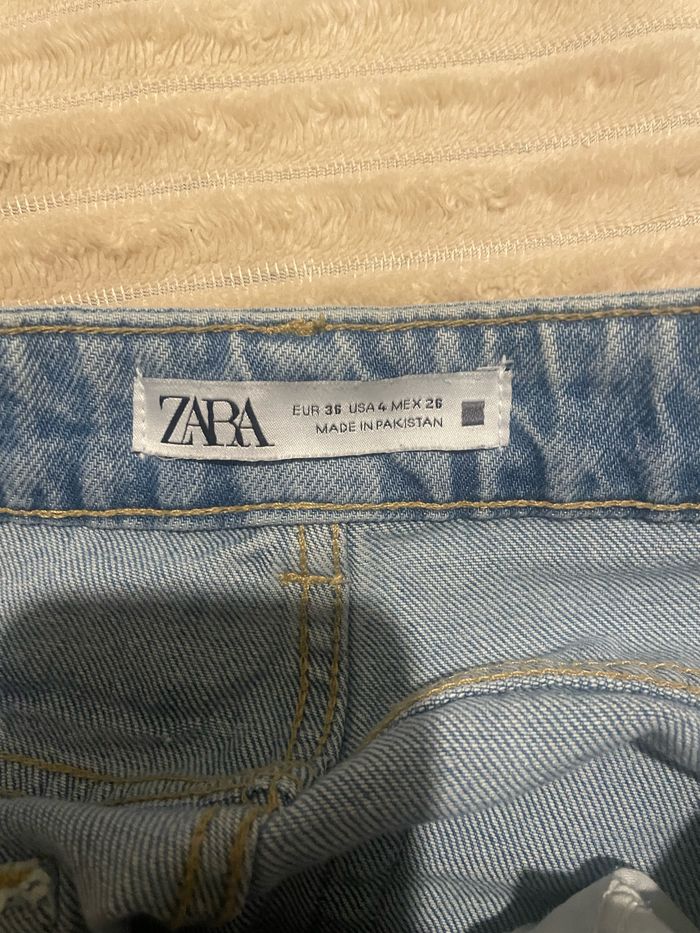 ZARA
EUR 36 USA 4 MEX 26
MADE IN PAKISTAN